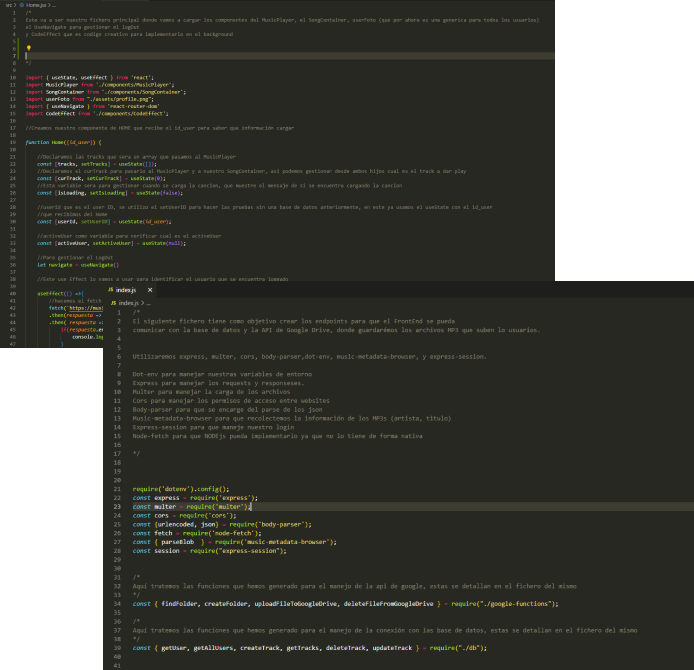 src > Home.jsx > ...
1 /*
2 Este va a ser nuestro fichero principal donde vamos a cargar los componentes del MusicPlayer, el SongContainer, userFoto (que por ahora es una generica para todos los usuarios)
3 el UseNavigate para gestionar el logOut
4 y CodeEffect que es codigo creativo para implementarlo en el background
5
6
7
8 */
9
10 import { useState, useEffect } from 'react';
11 import MusicPlayer from './components/MusicPlayer';
12 import SongContainer from './components/SongContainer';
13 import userFoto from "./assets/profile.png";
14 import { useNavigate } from 'react-router-dom'
15 import CodeEffect from './components/CodeEffect';
16
17 //Creamos nuestro componente de HOME que recibe el id_user para saber que información cargar
18
19 function Home({id_user}) {
20
21 //Declaramos las tracks que sera un array que pasamos al MusicPlayer
22 const [tracks, setTracks] = useState([]);
23 //Declaramos el curTrack para pasarlo al MusicPlayer y a nuestro SongContainer, asi podemos gestionar desde ambos hijos cual es el track a dar play
24 const [curTrack, setCurTrack] = useState(0);
25 //Esta variable sera para gestionar cuando se carga la cancion, que muestre el mensaje de si se encuentra cargando la cancion
26 const [isLoading, setIsLoading] = useState(false);
27
28 //userId que es el user ID, se utilizo el setUserID para hacer las pruebas sin una base de datos anteriormente, en este ya usamos el useState con el id_user
29 //que recibimos del Home
30 const [userId, setUserID] = useState(id_user);
31
32 //activeUser como variable para verificar cual es el activeUser
33 const [activeUser, setActiveUser] = useState(null);
34
35 //Para gestionar el LogOut
36 let navigate = useNavigate()
37
38 //Este use Effect lo vamos a user para identificar el usuario que se encuentra logeado
39
40 useEffect(() =>{
41 //hacemos el fetch
42 fetch(`https://mus
43 .then(respuesta =>
44 .then( respuesta =>
45 if(respuesta.e
46 console.log
47 }
JS index.js ×
JS index.js > ...
1 /*
2 El siguiente fichero tiene como objetivo crear los endpoints para que el FrontEnd se pueda
3 comunicar con la base de datos y la API de Google Drive, donde guardarémos los archivos MP3 que suben lo usuarios.
4
5
6 Utilizaremos express, multer, cors, body-parser,dot-env, music-metadata-browser, y express-session.
7
8 Dot-env para manejar nuestras variables de entorno
9 Express para manejar los requests y responseses.
10 Multer para manejar la carga de los archivos
11 Cors para manejar los permisos de acceso entre websites
12 Body-parser para que se encarge del parse de los json
13 Music-metadata-browser para que recolectemos la información de los MP3s (artista, titulo)
14 Express-session para que maneje nuestro login
15 Node-fetch para que NODEjs pueda implementarlo ya que no lo tiene de forma nativa
16
17 */
18
19
20
21 require('dotenv').config();
22 const express = require('express');
23 const multer = require('multer');
24 const cors = require('cors');
25 const {urlencoded, json} = require('body-parser');
26 const fetch = require('node-fetch');
27 const { parseBlob } = require('music-metadata-browser');
28 const session = require("express-session");
29
30
31 /*
32 Aquí tratemos las funciones que hemos generado para el manejo de la api de google, estas se detallan en el fichero del mismo
33 */
34 const { findFolder, createFolder, uploadFileToGoogleDrive, deleteFileFromGoogleDrive } = require("./google-functions");
35
36 /*
37 Aquí tratemos las funciones que hemos generado para el manejo de la conexión con las base de datos, estas se detallan en el fichero del mismo
38 */
39 const { getUser, getAllUsers, createTrack, getTracks, deleteTrack, updateTrack } = require("./db");
40
41